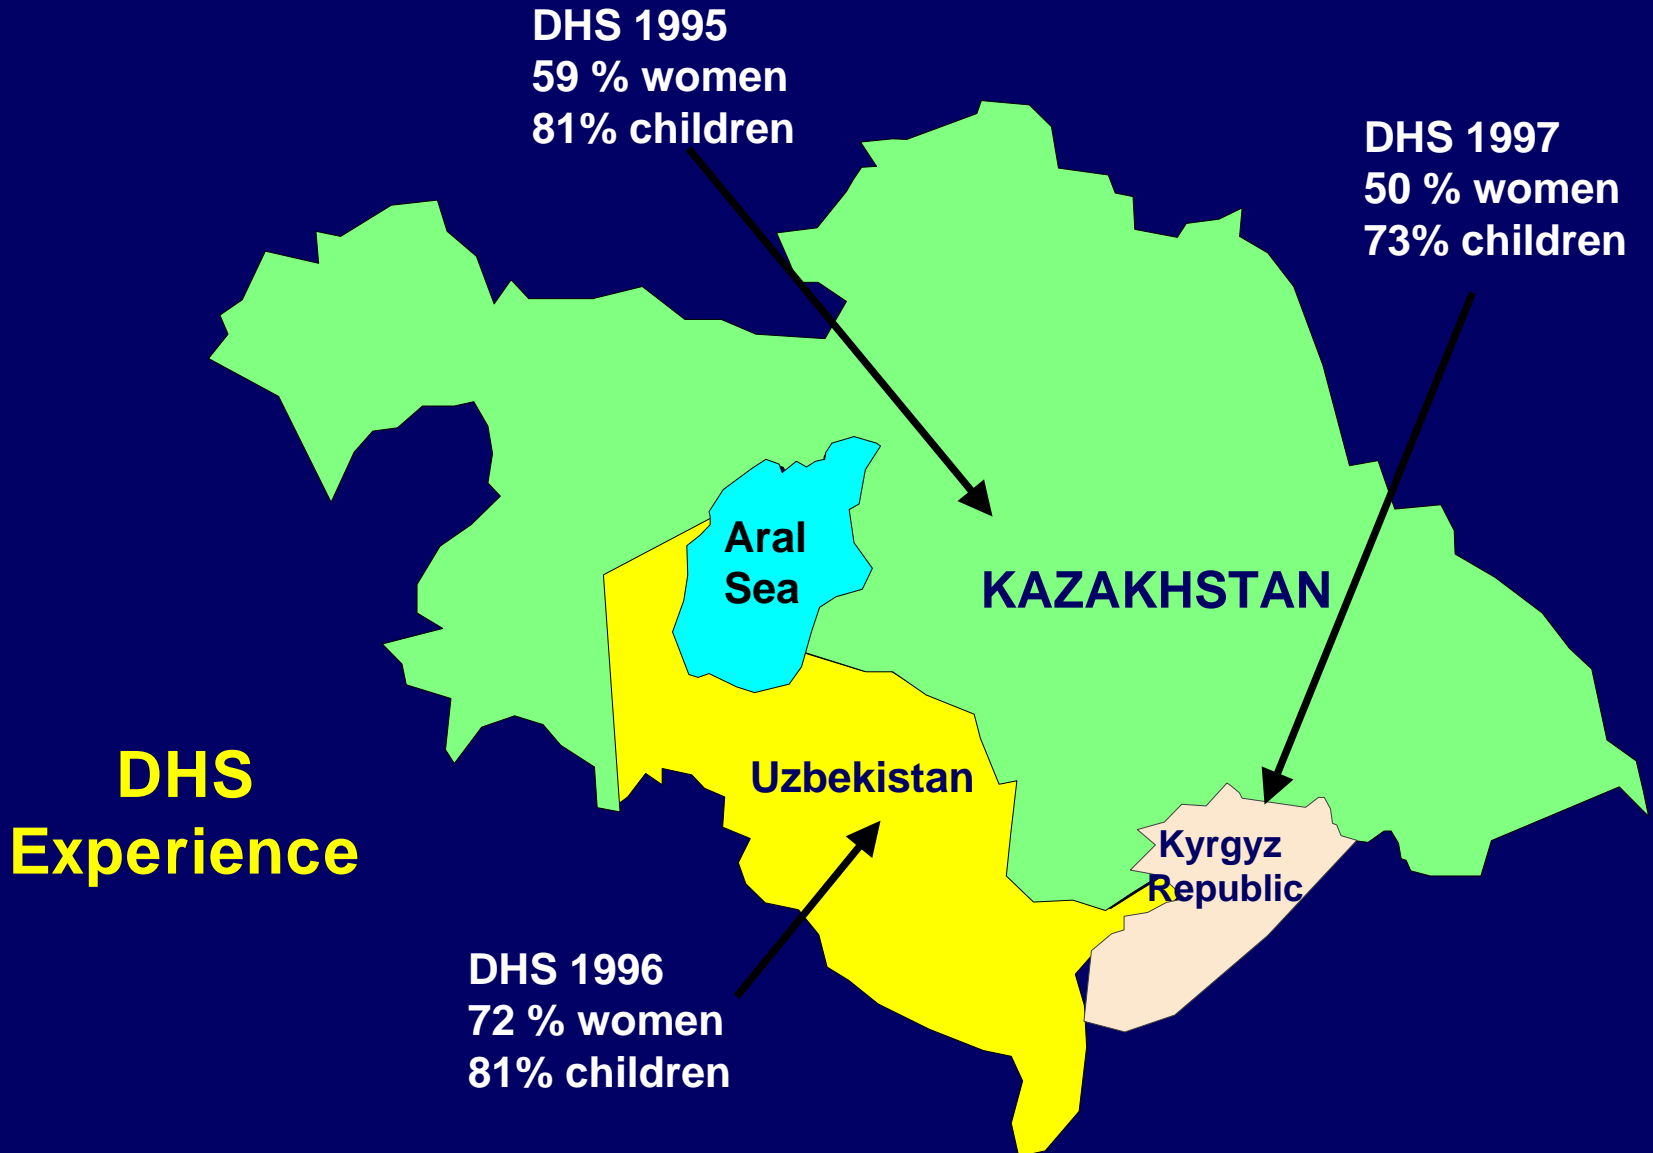 DHS 1995
59 % women
81% children
DHS 1997
50 % women
73% children
Aral
Sea
KAZAKHSTAN
DHS
Experience
Uzbekistan
Kyrgyz
Republic
DHS 1996
72 % women
81% children